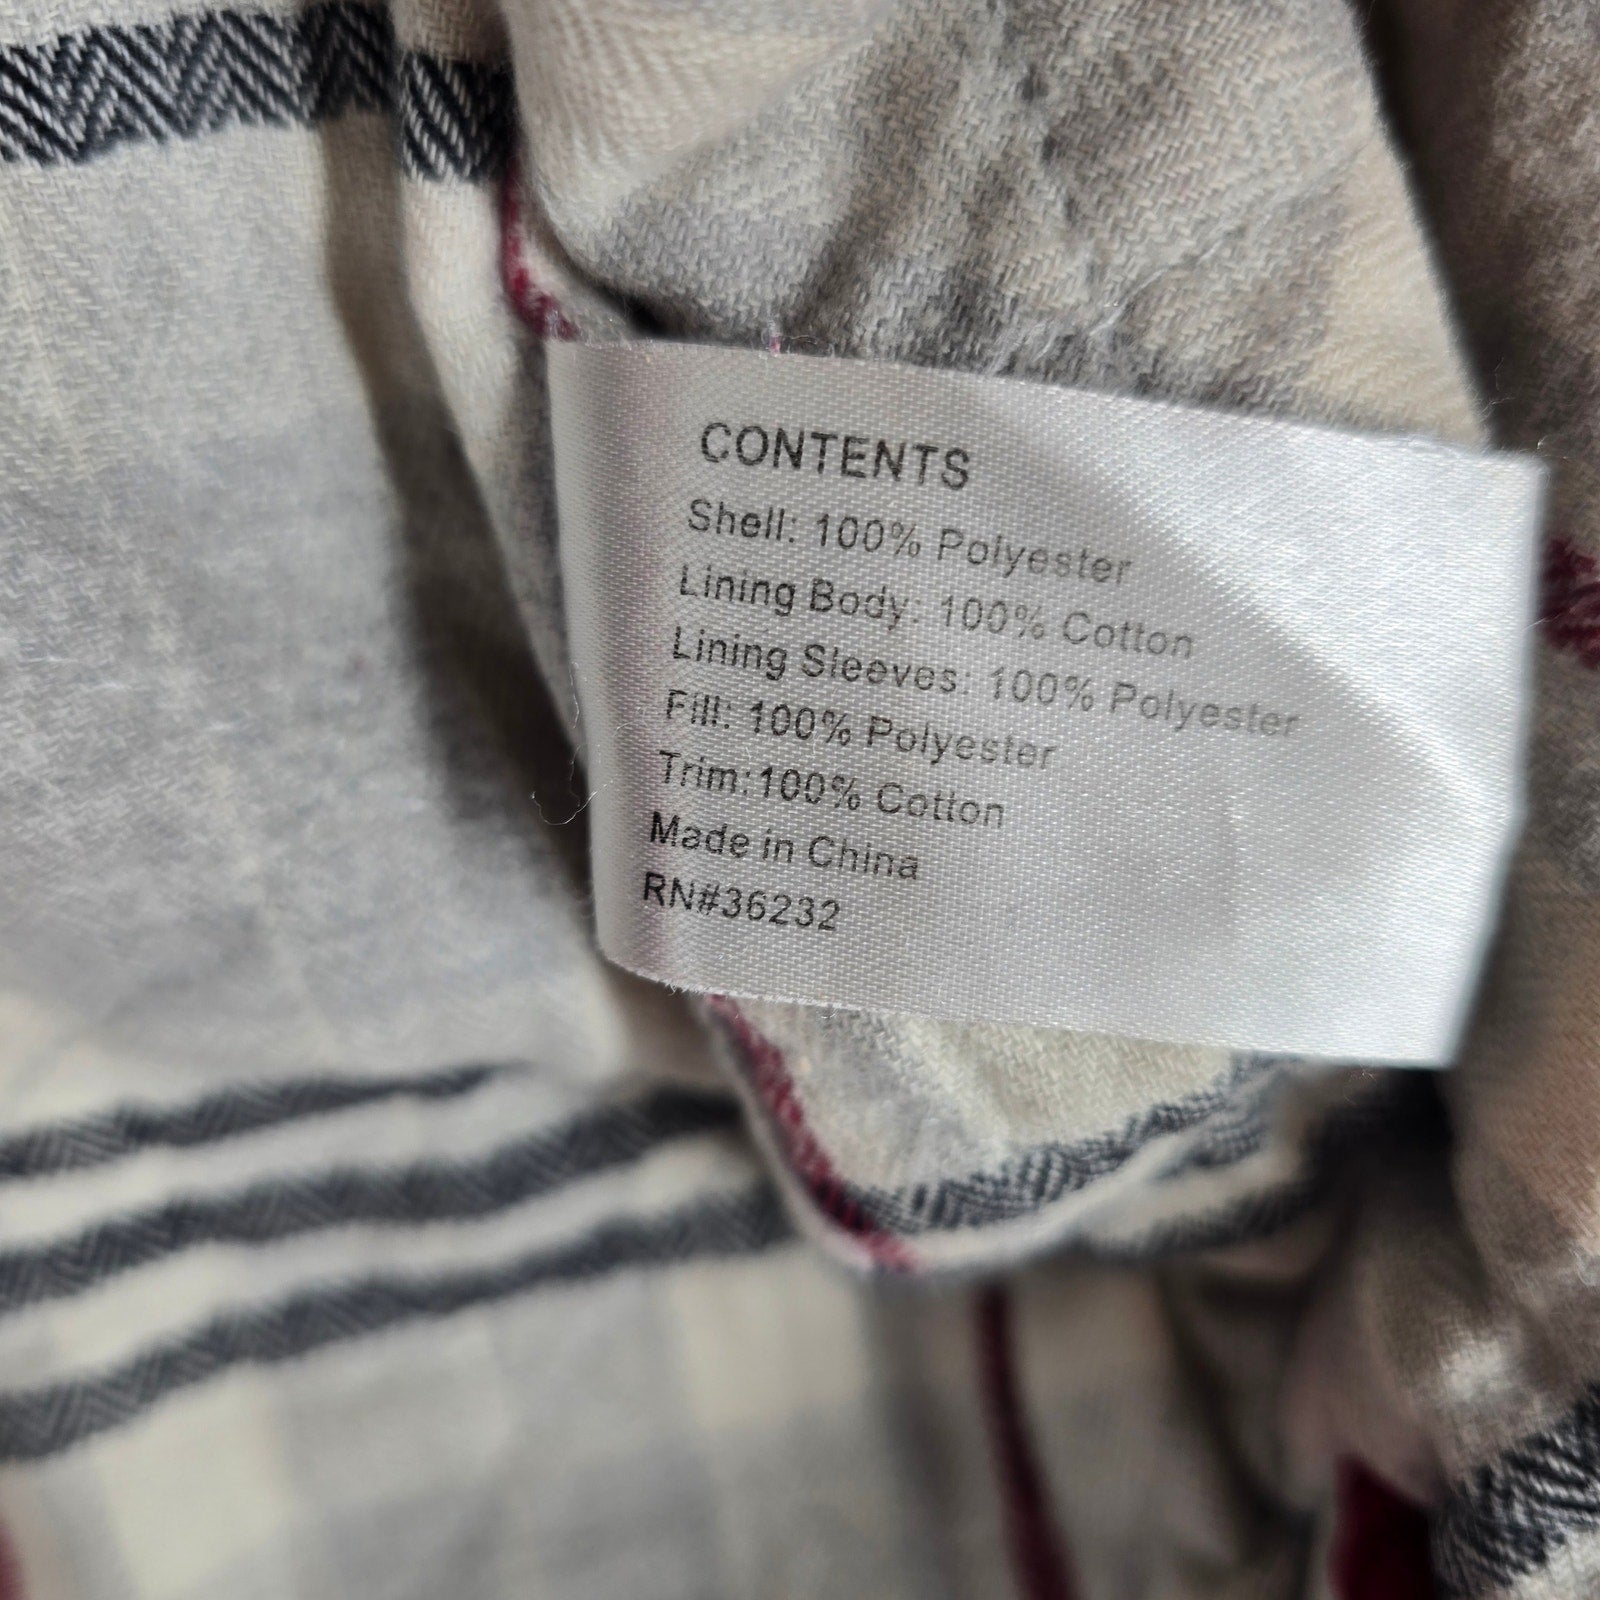 CONTENTS
Shell: 100% Polyester
Lining Body: 100% Cotton
Lining Sleeves: 100% Polyester
Fill: 100% Polyester
Trim:100% Cotton
Made in China
RN#36232